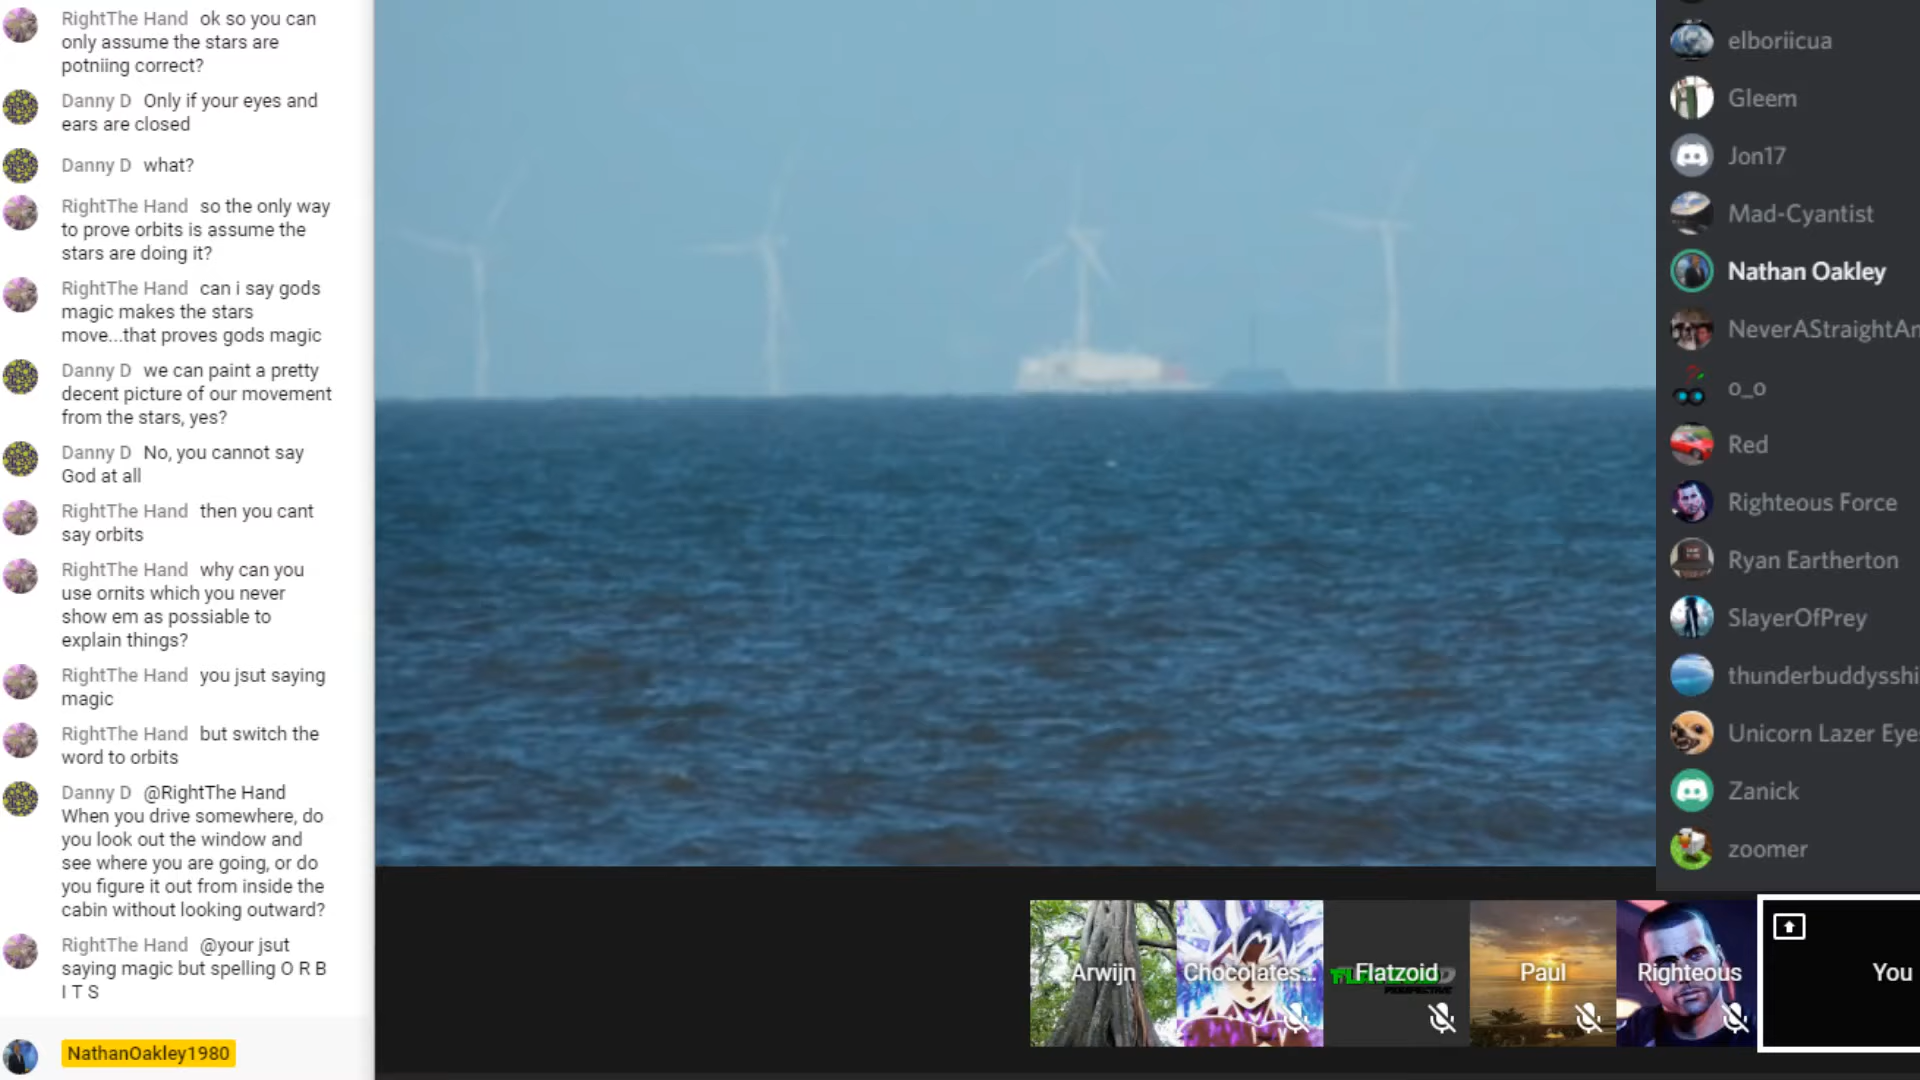 RightThe Hand ok so you can
only assume the stars are
potniing correct?
Danny D Only if your eyes and
ears are closed
Danny D what?
RightThe Hand so the only way
to prove orbits is assume the
stars are doing it?
RightThe Hand can i say gods
magic makes the stars
move...that proves gods magic
Danny D we can paint a pretty
decent picture of our movement
from the stars, yes?
Danny D No, you cannot say
God at all
RightThe Hand then you cant
say orbits
RightThe Hand why can you
use ornits which you never
show em as possiable to
explain things?
RightThe Hand you jsut saying
magic
RightThe Hand but switch the
word to orbits
Danny D @RightThe Hand
When you drive somewhere, do
you look out the window and
see where you are going, or do
you figure it out from inside the
cabin without looking outward?
RightThe Hand @your jsut
saying magic but spelling O R B
I T S
NathanOakley1980
elboriicua
Gleem
Jon17
Mad-Cyantist
Nathan Oakley
NeverAStraightAn
o_o
Red
Righteous Force
Ryan Eartherton
SlayerOfPrey
thunderbuddysshi
Unicorn Lazer Eye
Zanick
zoomer
Arwijn
Chocolates...
Flatzoid
Paul
Righteous
You